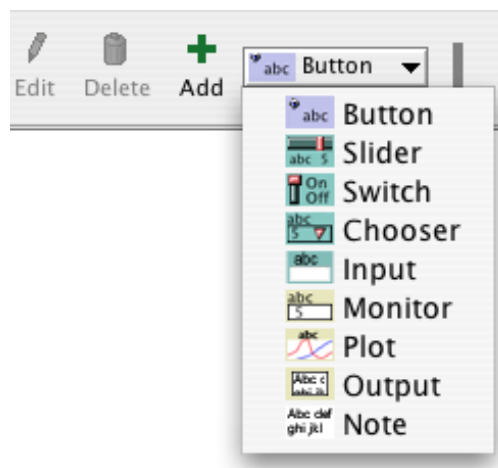 abc Button
Edit Delete Add
abc Button
abc 5 Slider
On Off Switch
abc 5 Chooser
abc Input
abc 5 Monitor
abc Plot
Output
Abc def
ghi jkl Note